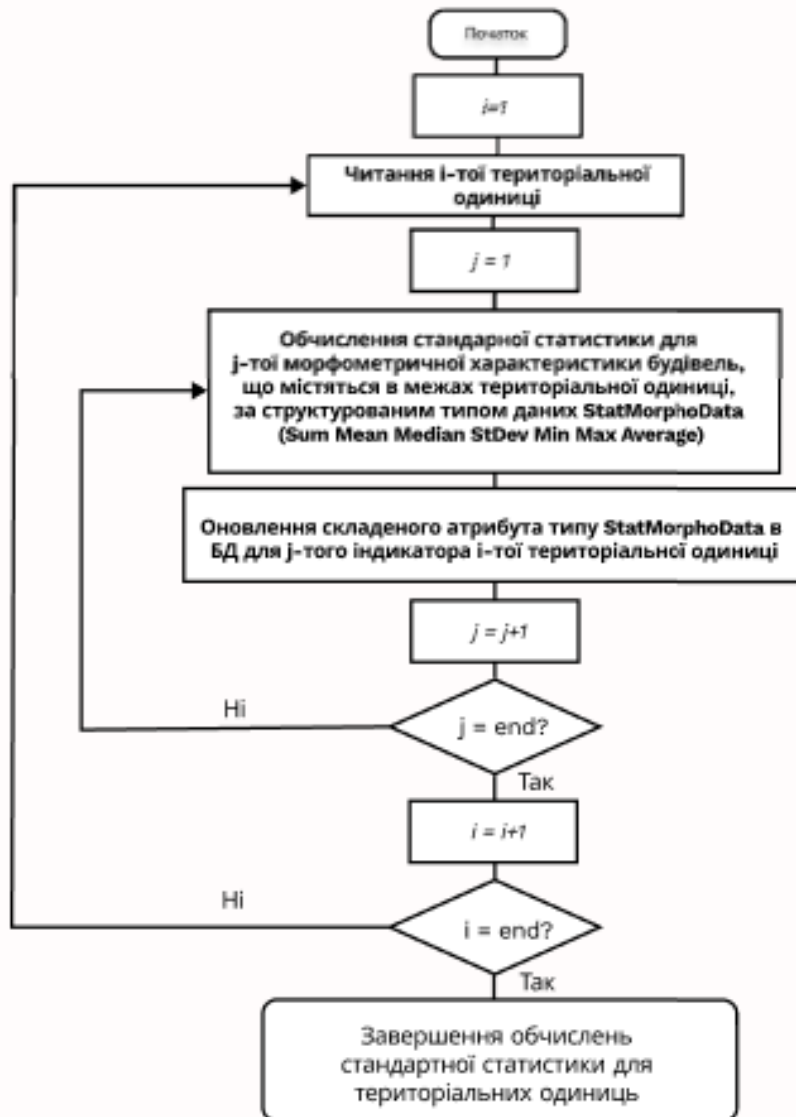 Початок
i=1
Читання i-тої територіальної
одиниці
j = 1
Обчислення стандарної статистики для
j-тої морфометричної характеристики будівель,
що містяться в межах територіальної одиниці,
за структурованим типом даних StatMorphoData
(Sum Mean Median StDev Min Max Average)
Оновлення складеного атрибута типу StatMorphoData в
БД для j-того індикатора i-тої територіальної одиниці
j = j+1
Ні
j = end?
Так
i = i+1
Ні
i = end?
Так
Завершення обчислень
стандартної статистики для
територіальних одиниць